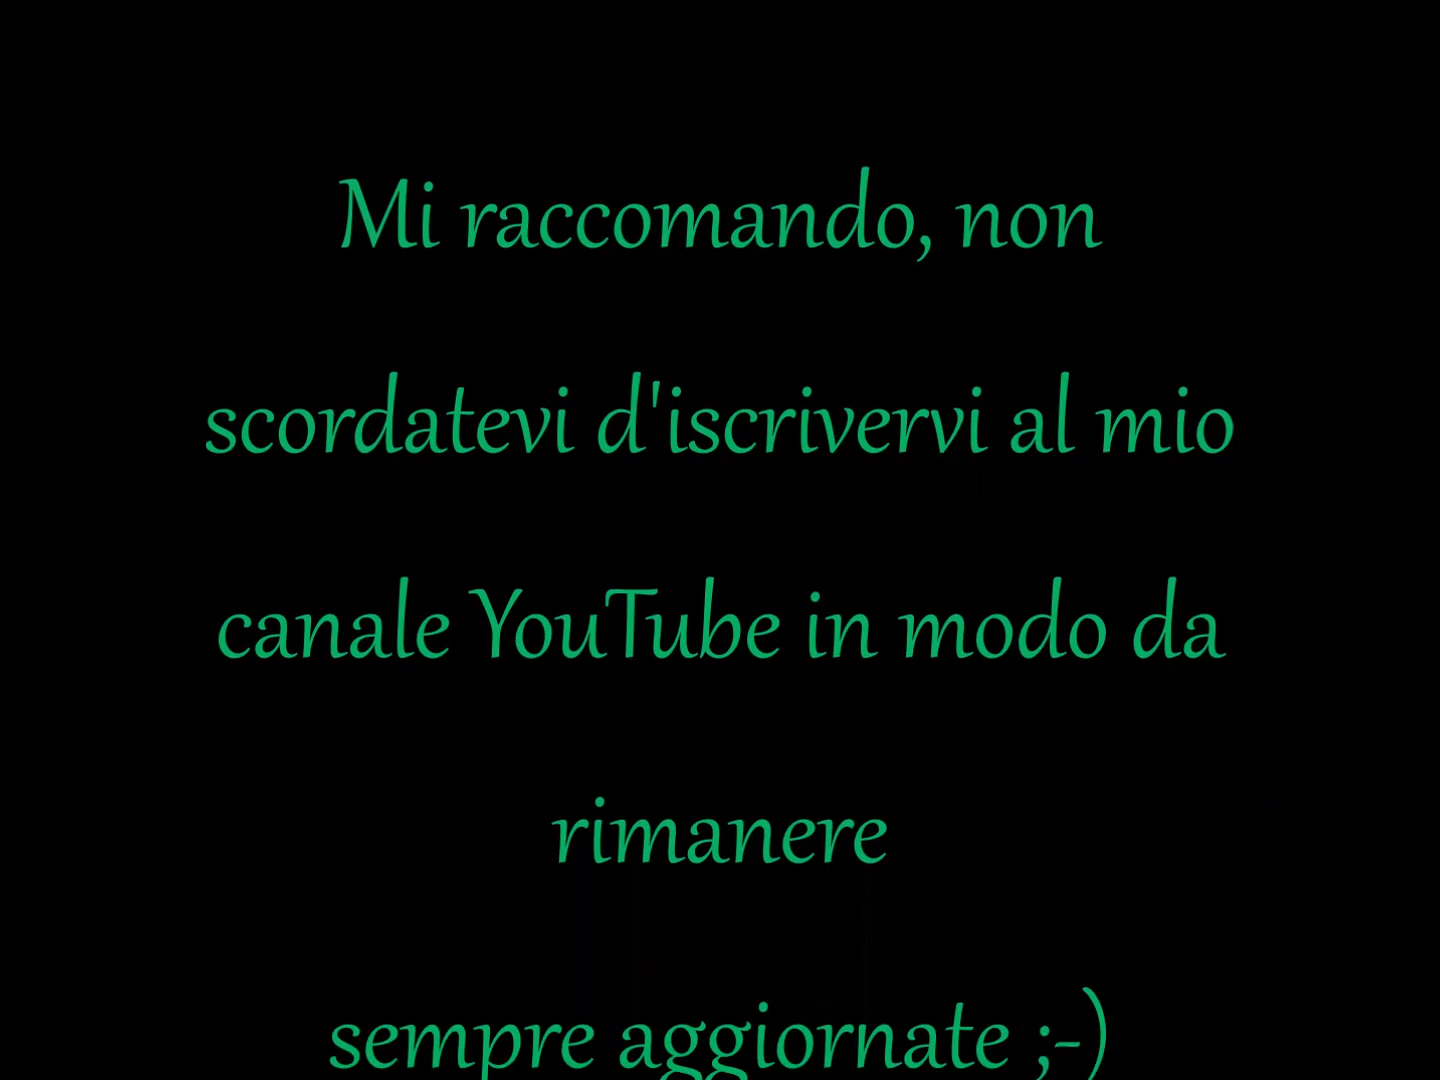 Mi raccomando, non
scordatevi d'iscrivervi al mio
canale YouTube in modo da
rimanere
sempre aggiornate ;-)